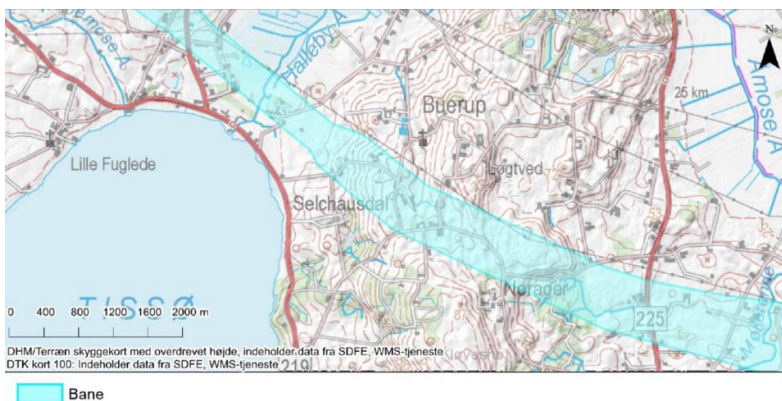 Halleby Å
N
25 km
Åmose Å
Buerup
Lille Fuglede
Løgtved
Selchausdal
TISSØ
Nørager
225
0 400 800 1200 1600 2000 m
DHM/Terræn skyggekort med overdrevet højde, indeholder data fra SDFE, WMS-tjeneste
DTK kort 100: Indeholder data fra SDFE, WMS-tjeneste
219
Bane